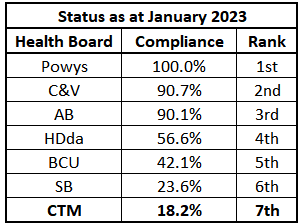 Status as at January 2023
Health Board Compliance Rank
Powys 100.0% 1st
C&V 90.7% 2nd
AB 90.1% 3rd
HDda 56.6% 4th
BCU 42.1% 5th
SB 23.6% 6th
CTM 18.2% 7th